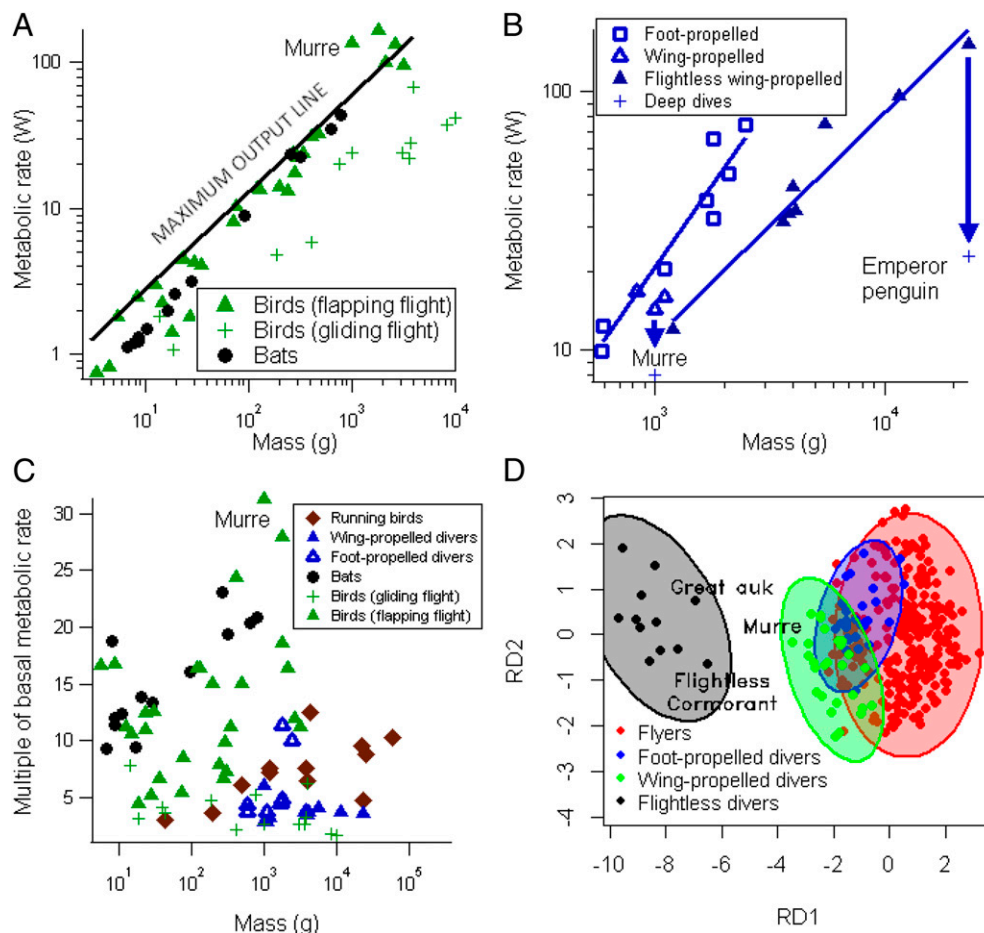 A
Metabolic rate (W)
100
10
1
Murre
MAXIMUM OUTPUT LINE
Birds (flapping flight)
Birds (gliding flight)
Bats
10¹
10²
10³
10⁴
Mass (g)
B
Metabolic rate (W)
Foot-propelled
Wing-propelled
Flightless wing-propelled
Deep dives
100
10
Emperor
penguin
Murre
10³
10⁴
Mass (g)
C
Multiple of basal metabolic rate
30
25
20
15
10
5
Murre
Running birds
Wing-propelled divers
Foot-propelled divers
Bats
Birds (gliding flight)
Birds (flapping flight)
10¹
10²
10³
10⁴
10⁵
Mass (g)
D
RD2
3
2
1
0
-1
-2
-3
-4
Great auk
Murre
Flightless
Cormorant
Flyers
Foot-propelled divers
Wing-propelled divers
Flightless divers
-10
-8
-6
-4
-2
0
2
RD1